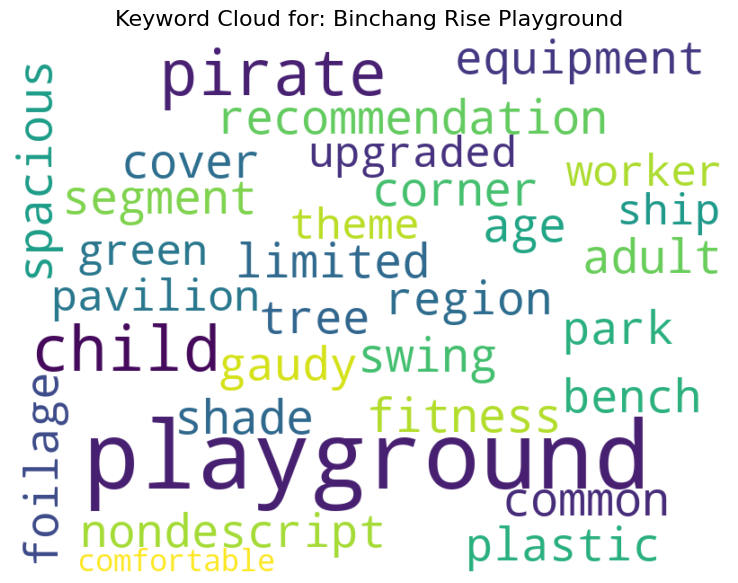 Keyword Cloud for: Binchang Rise Playground
spacious
pirate
equipment
recommendation
cover
upgraded
worker
segment
corner
ship
theme
age
green
limited
adult
pavilion
region
tree
park
child
gaudy
swing
foilage
shade
fitness
bench
playground
common
nondescript
plastic
comfortable